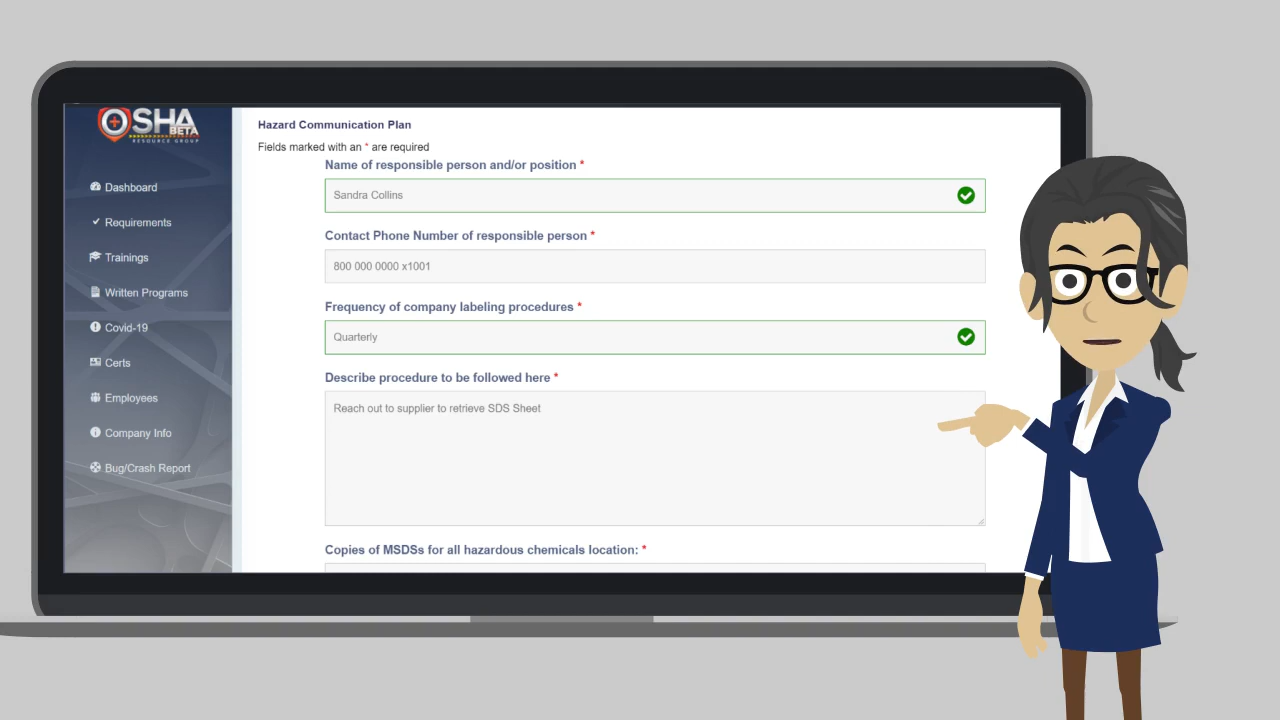 OSHA
BETA
RESOURCE GROUP
Dashboard
Requirements
Trainings
Written Programs
Covid-19
Certs
Employees
Company Info
Bug/Crash Report
Hazard Communication Plan
Fields marked with an * are required
Name of responsible person and/or position *
Sandra Collins
Contact Phone Number of responsible person *
800 000 0000 x1001
Frequency of company labeling procedures *
Quarterly
Describe procedure to be followed here *
Reach out to supplier to retrieve SDS Sheet
Copies of MSDSs for all hazardous chemicals location: *